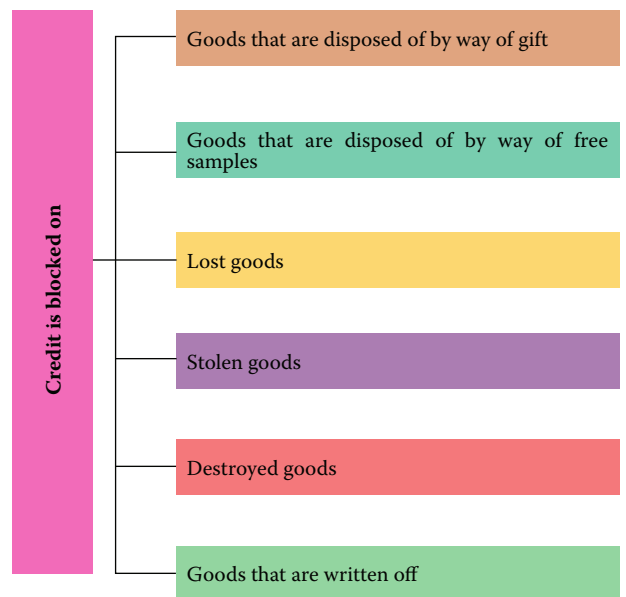 Credit is blocked on
Goods that are disposed of by way of gift
Goods that are disposed of by way of free
samples
Lost goods
Stolen goods
Destroyed goods
Goods that are written off